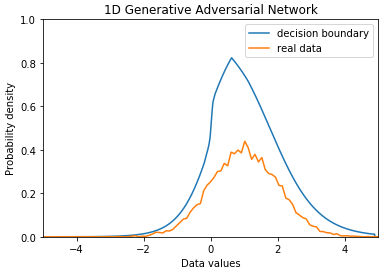 1D Generative Adversarial Network
decision boundary
real data
Probability density
1.0
0.8
0.6
0.4
0.2
0.0
−4
−2
0
2
4
Data values